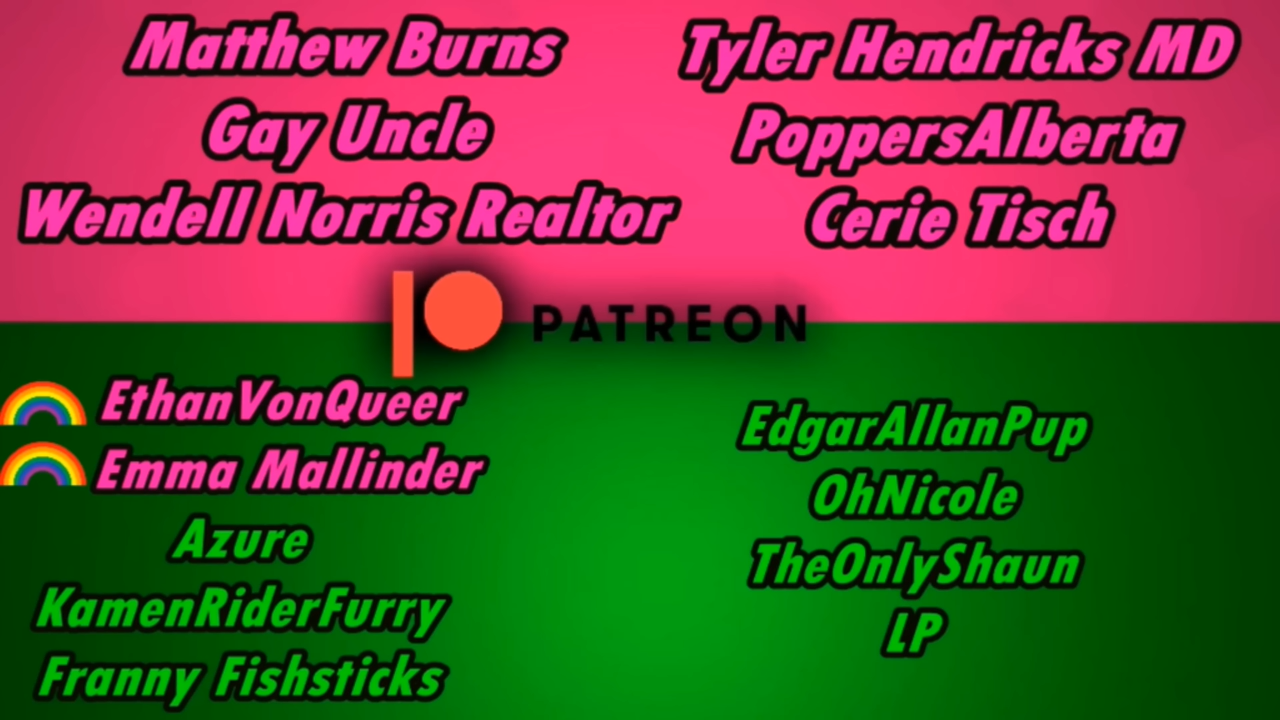 Matthew Burns
Gay Uncle
Wendell Norris Realtor
Tyler Hendricks MD
PoppersAlberta
Cerie Tisch
PATREON
EthanVonQueer
Emma Mallinder
Azure
KamenRiderFurry
Franny Fishsticks
EdgarAllanPup
OhNicole
TheOnlyShaun
LP